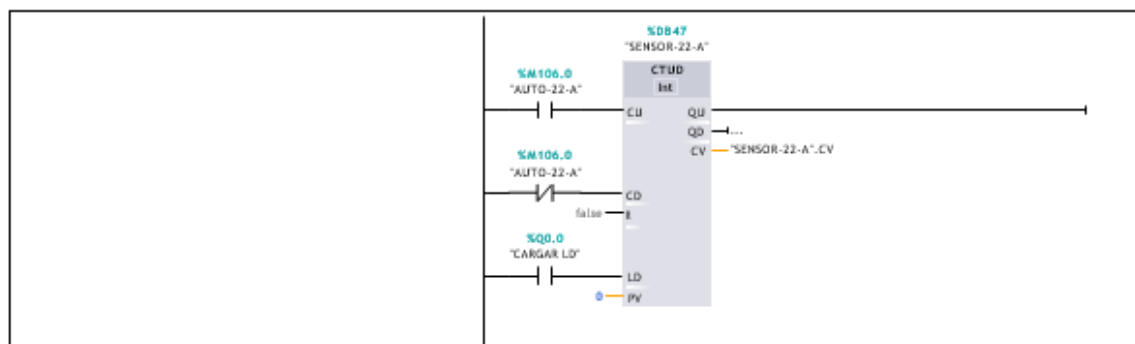 %DB47
"SENSOR-22-A"
CTUD
Int
%M106.0
"AUTO-22-A"
CU QU
QD ...
CV "SENSOR-22-A".CV
%M106.0
"AUTO-22-A"
CD
false R
%Q0.0
"CARGAR LD"
LD
0 PV